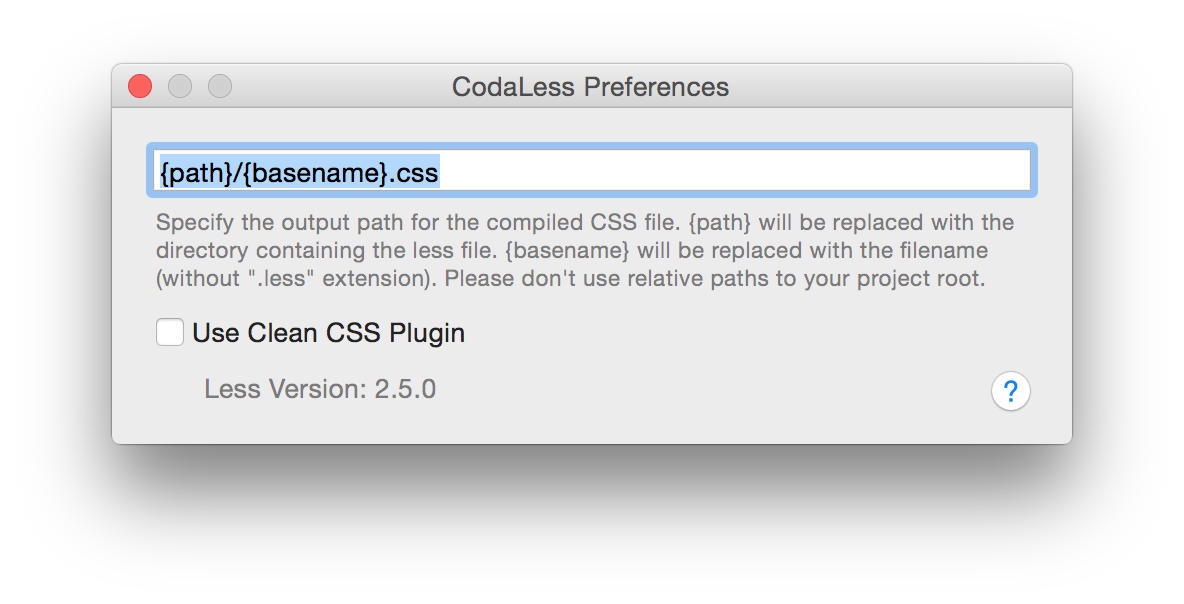 CodaLess Preferences
{path}/{basename}.css
Specify the output path for the compiled CSS file. {path} will be replaced with the
directory containing the less file. {basename} will be replaced with the filename
(without ".less" extension). Please don't use relative paths to your project root.
Use Clean CSS Plugin
Less Version: 2.5.0
?